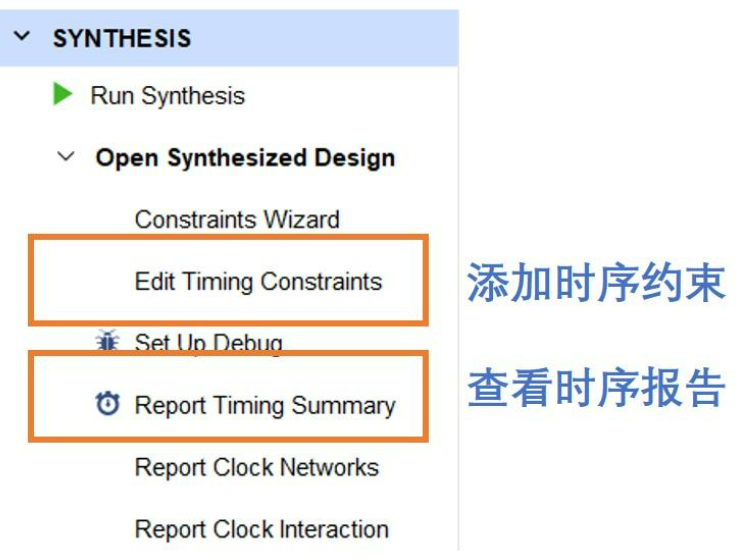 SYNTHESIS
Run Synthesis
Open Synthesized Design
Constraints Wizard
Edit Timing Constraints
添加时序约束
Set Up Debug
Report Timing Summary
查看时序报告
Report Clock Networks
Report Clock Interaction